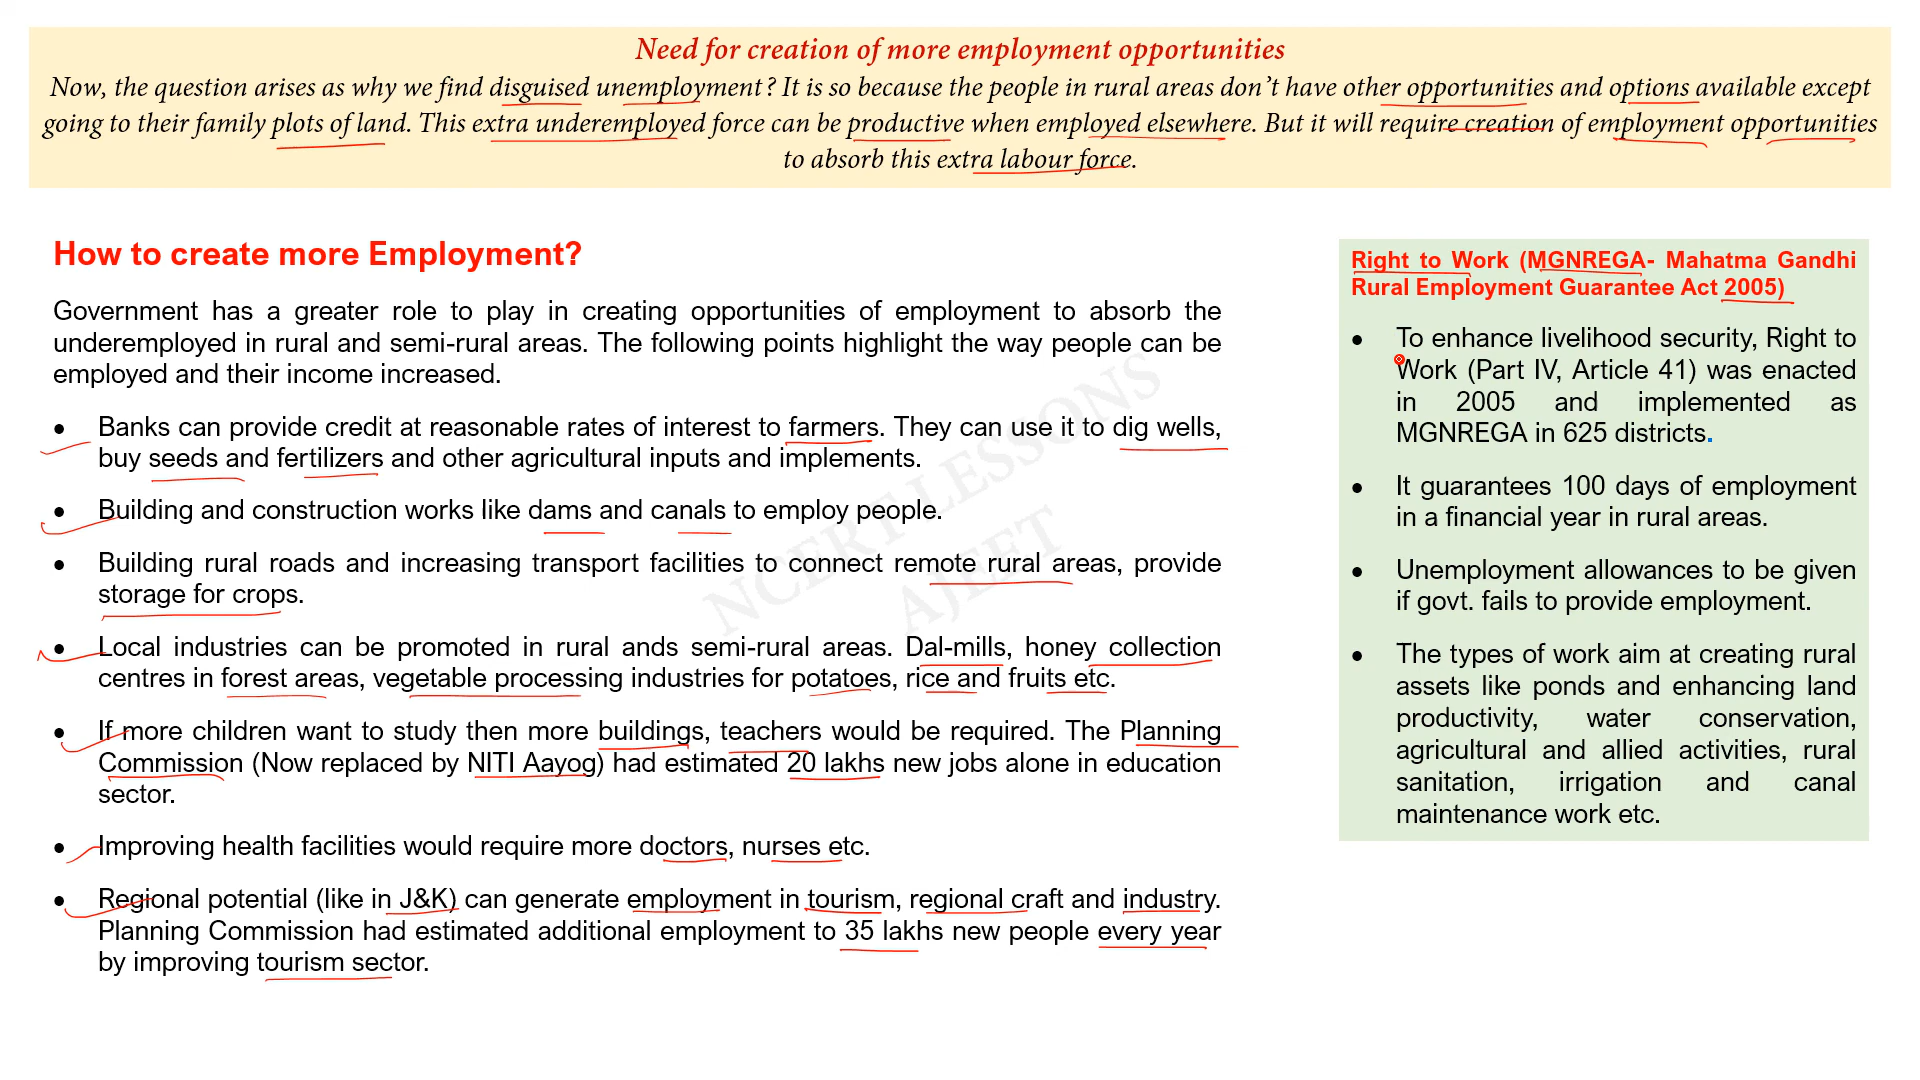 Need for creation of more employment opportunities
Now, the question arises as why we find disguised unemployment? It is so because the people in rural areas don't have other opportunities and options available except
going to their family plots of land. This extra underemployed force can be productive when employed elsewhere. But it will require creation of employment opportunities
to absorb this extra labour force.
How to create more Employment?
Government has a greater role to play in creating opportunities of employment to absorb the
underemployed in rural and semi-rural areas. The following points highlight the way people can be
employed and their income increased.
• Banks can provide credit at reasonable rates of interest to farmers. They can use it to dig wells,
buy seeds and fertilizers and other agricultural inputs and implements.
• Building and construction works like dams and canals to employ people.
• Building rural roads and increasing transport facilities to connect remote rural areas, provide
storage for crops.
• Local industries can be promoted in rural ands semi-rural areas. Dal-mills, honey collection
centres in forest areas, vegetable processing industries for potatoes, rice and fruits etc.
• If more children want to study then more buildings, teachers would be required. The Planning
Commission (Now replaced by NITI Aayog) had estimated 20 lakhs new jobs alone in education
sector.
• Improving health facilities would require more doctors, nurses etc.
• Regional potential (like in J&K) can generate employment in tourism, regional craft and industry.
Planning Commission had estimated additional employment to 35 lakhs new people every year
by improving tourism sector.
NCERT LESSONS
AJEET
Right to Work (MGNREGA- Mahatma Gandhi
Rural Employment Guarantee Act 2005)
• To enhance livelihood security, Right to
Work (Part IV, Article 41) was enacted
in 2005 and implemented as
MGNREGA in 625 districts.
• It guarantees 100 days of employment
in a financial year in rural areas.
• Unemployment allowances to be given
if govt. fails to provide employment.
• The types of work aim at creating rural
assets like ponds and enhancing land
productivity, water conservation,
agricultural and allied activities, rural
sanitation, irrigation and canal
maintenance work etc.